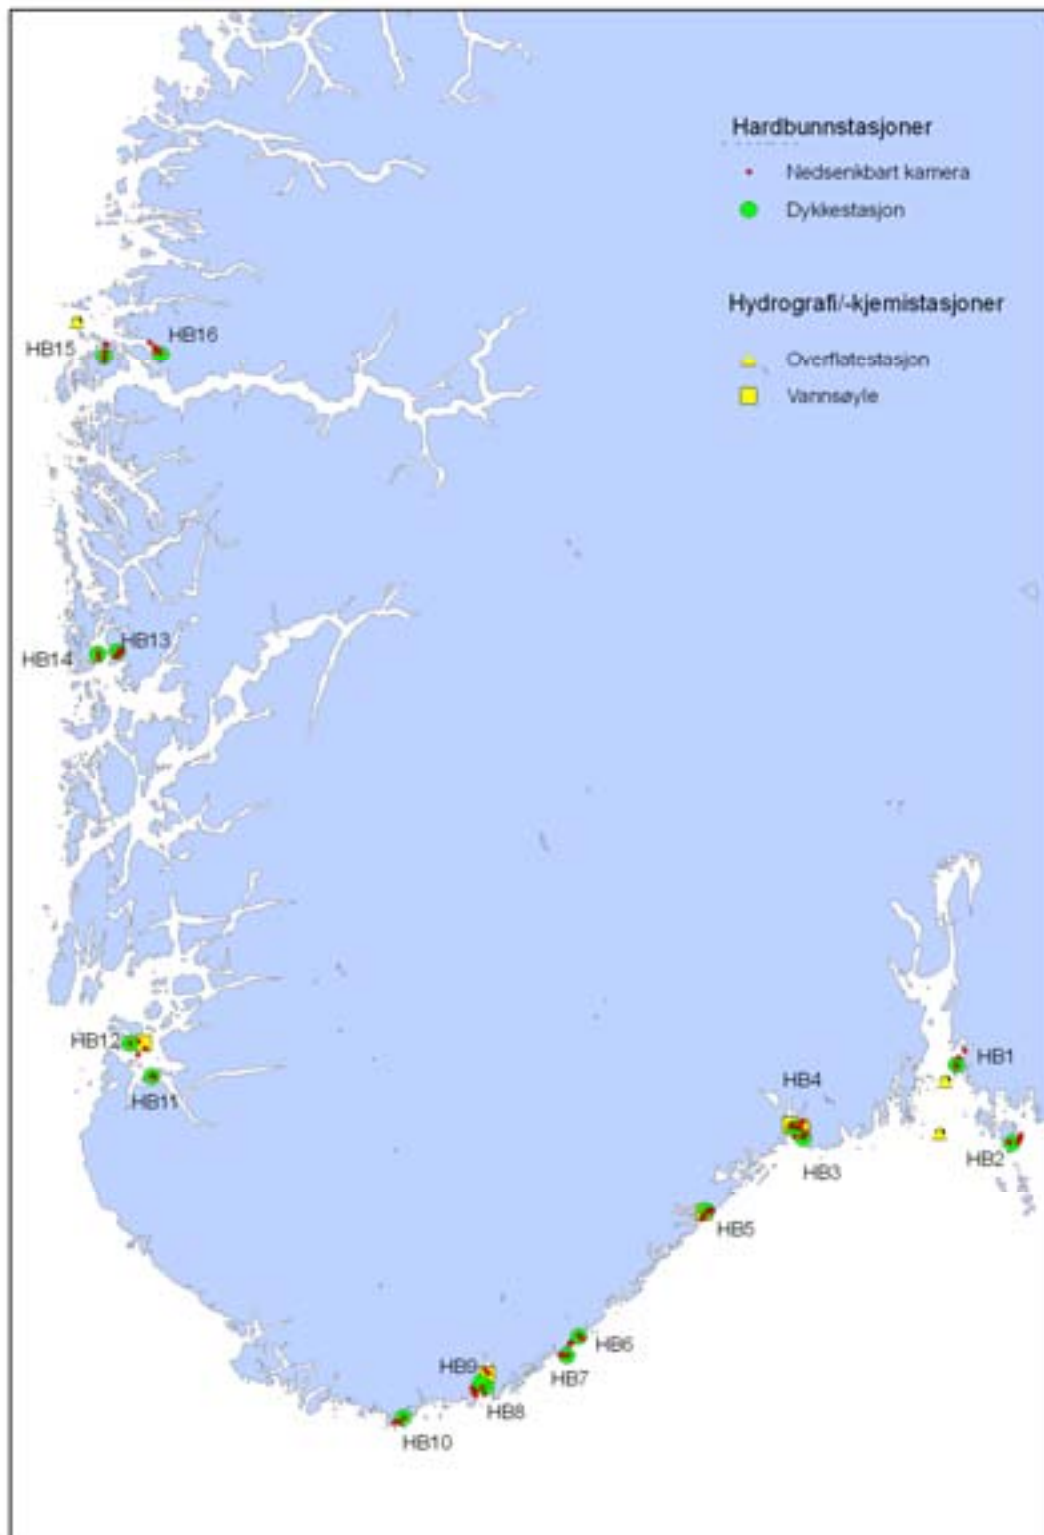 Hardbunnstasjoner
Nedsenkbart kamera
Dykkestasjon
Hydrografi/-kjemistasjoner
Overflatestasjon
Vannsøyle
HB16
HB15
HB13
HB14
HB12
HB11
HB1
HB4
HB2
HB3
HB5
HB6
HB9
HB7
HB8
HB10